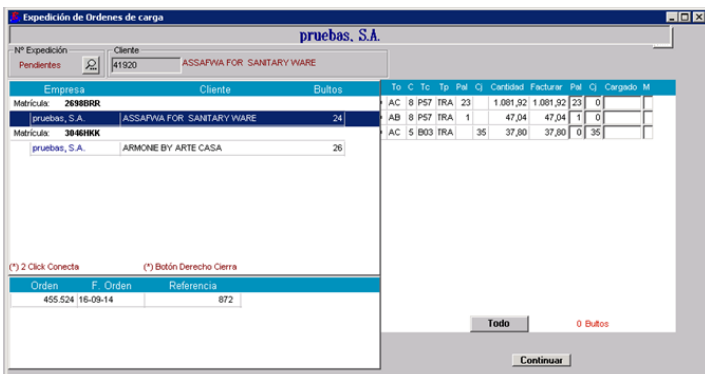 Expedición de Ordenes de carga
pruebas, S.A.
Nº Expedición Cliente
Pendientes 41920 ASSAFWA FOR SANITARY WARE
Empresa Cliente Bultos
Matrícula: 2698BRR
pruebas, S.A. ASSAFWA FOR SANITARY WARE 24
Matrícula: 3046HKK
pruebas, S.A. ARMONIE BY ARTE CASA 26
(*) 2 Click Conecta (*) Botón Derecho Cierra
To C Tc Tp Pal Cj Cantidad Facturar Pal Cj Cargado M
AC 8 P57 TRA 23 1.081,92 1.081,92 23 0
AB 8 P57 TRA 1 47,04 47,04 1 0
AC 5 B03 TRA 35 37,80 37,80 0 35
Orden F. Orden Referencia
455.524 16-09-14 872
Todo 0 Bultos
Continuar